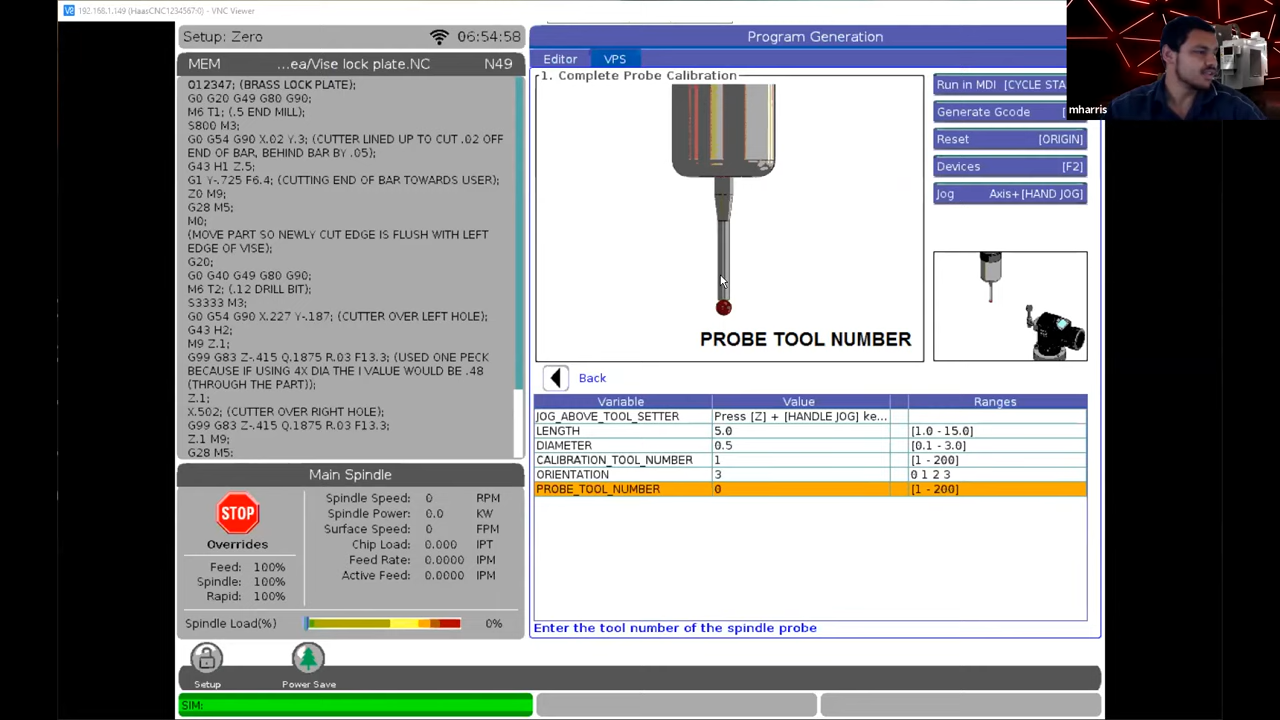 192.168.1.149 (HaasCNC1234567:0) - VNC Viewer
Setup: Zero
06:54:58
MEM
...ea/Vise lock plate.NC
N49
O12347; (BRASS LOCK PLATE);
G0 G20 G49 G80 G90;
M6 T1; (.5 END MILL);
S800 M3;
G0 G54 G90 X.02 Y.3; (CUTTER LINED UP TO CUT .02 OFF
END OF BAR, BEHIND BAR BY .05);
G43 H1 Z.5;
G1 Y-.725 F6.4; (CUTTING END OF BAR TOWARDS USER);
Z0 M9;
G28 M5;
M0;
(MOVE PART SO NEWLY CUT EDGE IS FLUSH WITH LEFT
EDGE OF VISE);
G20;
G0 G40 G49 G80 G90;
M6 T2; (.12 DRILL BIT);
S3333 M3;
G0 G54 G90 X.227 Y-.187; (CUTTER OVER LEFT HOLE);
G43 H2;
M9 Z.1;
G99 G83 Z-.415 Q.1875 R.03 F13.3; (USED ONE PECK
BECAUSE IF USING 4X DIA THE I VALUE WOULD BE .48
(THROUGH THE PART));
Z.1;
X.502; (CUTTER OVER RIGHT HOLE);
G99 G83 Z-.415 Q.1875 R.03 F13.3;
Z.1 M9;
G28 M5;
Main Spindle
STOP
Overrides
Feed: 100%
Spindle: 100%
Rapid: 100%
Spindle Speed: 0 RPM
Spindle Power: 0.0 KW
Surface Speed: 0 FPM
Chip Load: 0.000 IPT
Feed Rate: 0.0000 IPM
Active Feed: 0.0000 IPM
Spindle Load(%)
0%
Program Generation
Editor
VPS
1. Complete Probe Calibration
PROBE TOOL NUMBER
Run in MDI [CYCLE STA
Generate Gcode [
Reset [ORIGIN]
Devices [F2]
Jog Axis+[HAND JOG]
mharris
Back
Variable Value Ranges
JOG_ABOVE_TOOL_SETTER Press [Z] + [HANDLE JOG] ke...
LENGTH 5.0 [1.0 - 15.0]
DIAMETER 0.5 [0.1 - 3.0]
CALIBRATION_TOOL_NUMBER 1 [1 - 200]
ORIENTATION 3 0 1 2 3
PROBE_TOOL_NUMBER 0 [1 - 200]
Enter the tool number of the spindle probe
Setup
Power Save
SIM: